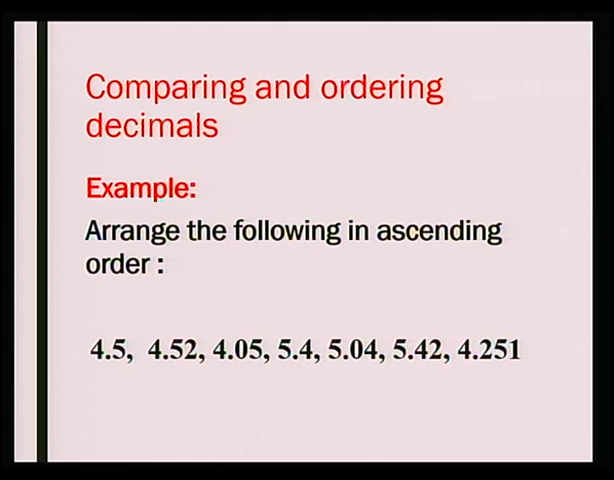 Comparing and ordering
decimals
Example:
Arrange the following in ascending
order :
4.5,  4.52, 4.05, 5.4, 5.04, 5.42, 4.251